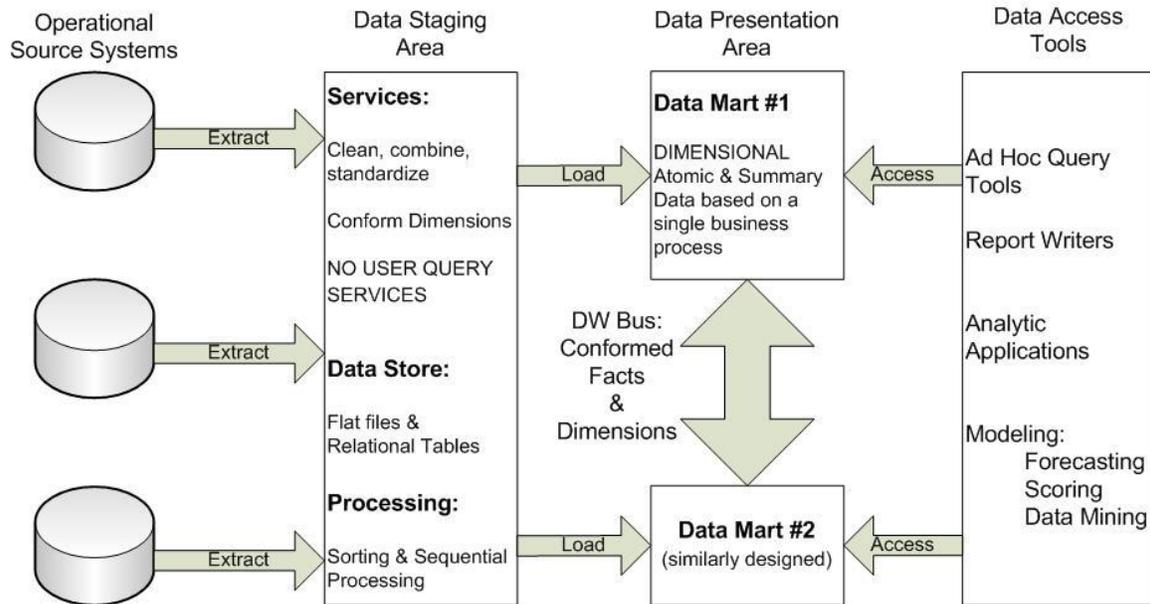 Operational
Source Systems
Extract
Extract
Extract
Data Staging
Area
Services:
Clean, combine,
standardize
Conform Dimensions
NO USER QUERY
SERVICES
Data Store:
Flat files &
Relational Tables
Processing:
Sorting & Sequential
Processing
Load
Load
Data Presentation
Area
Data Mart #1
DIMENSIONAL
Atomic & Summary
Data based on a
single business
process
DW Bus:
Conformed
Facts
&
Dimensions
Data Mart #2
(similarly designed)
Access
Access
Data Access
Tools
Ad Hoc Query
Tools
Report Writers
Analytic
Applications
Modeling:
Forecasting
Scoring
Data Mining